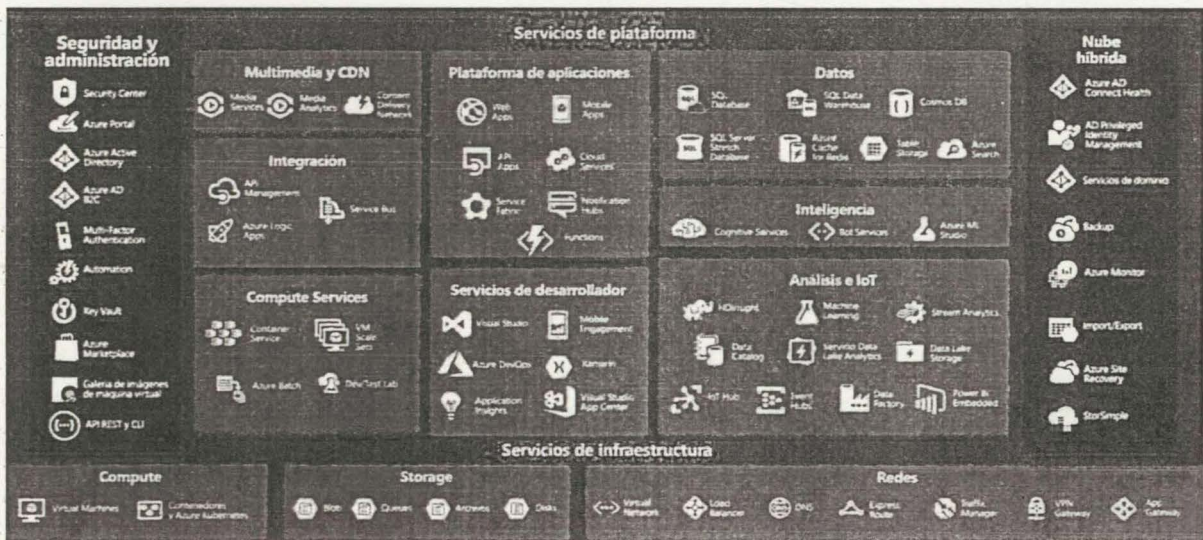 Servicios de plataforma
Seguridad y
administración
Security Center
Azure Portal
Azure Active
Directory
Azure AD
B2C
Multi-Factor
Authentication
Automation
Key Vault
Azure
Marketplace
Galería de imágenes
de máquina virtual
API REST y CLI
Multimedia y CDN
Media
Services
Media
Analytics
Content
Delivery
Network
Integración
API
Management
Service Bus
Azure Logic
Apps
Compute Services
Container
Service
VM
Scale
Sets
Azure Batch
DevTest Lab
Plataforma de aplicaciones
Web
Apps
Mobile
Apps
API
Apps
Cloud
Services
Service
Fabric
Notification
Hubs
Functions
Servicios de desarrollador
Visual Studio
Mobile
Engagement
Azure DevOps
Xamarin
Application
Insights
Visual Studio
App Center
Datos
SQL
Database
SQL Data
Warehouse
Cosmos DB
SQL Server
Stretch
Database
Azure
Cache
for Redis
Table
Storage
Azure
Search
Inteligencia
Cognitive Services
Bot Services
Azure ML
Studio
Análisis e IoT
HDInsight
Machine
Learning
Stream Analytics
Data
Catalog
Servicio Data
Lake Analytics
Data Lake
Storage
IoT Hub
Event
Hubs
Data
Factory
Power BI
Embedded
Nube
híbrida
Azure AD
Connect Health
AD Privileged
Identity
Management
Servicios de dominio
Backup
Azure Monitor
Import/Export
Azure Site
Recovery
StorSimple
Servicios de infraestructura
Compute
Virtual Machines
Contenedores
y Azure Kubernetes
Storage
Blob
Queues
Archivos
Disks
Redes
Virtual
Network
Load
Balancer
DNS
Express
Route
Traffic
Manager
VPN
Gateway
App
Gateway